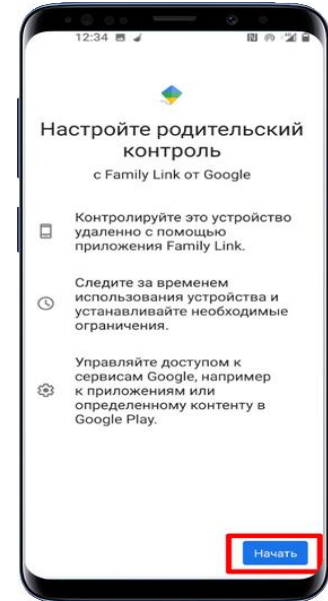 12:34
Настройте родительский
контроль
с Family Link от Google
Контролируйте это устройство
удаленно с помощью
приложения Family Link.
Следите за временем
использования устройства и
устанавливайте необходимые
ограничения.
Управляйте доступом к
сервисам Google, например
к приложениям или
определенному контенту в
Google Play.
Начать